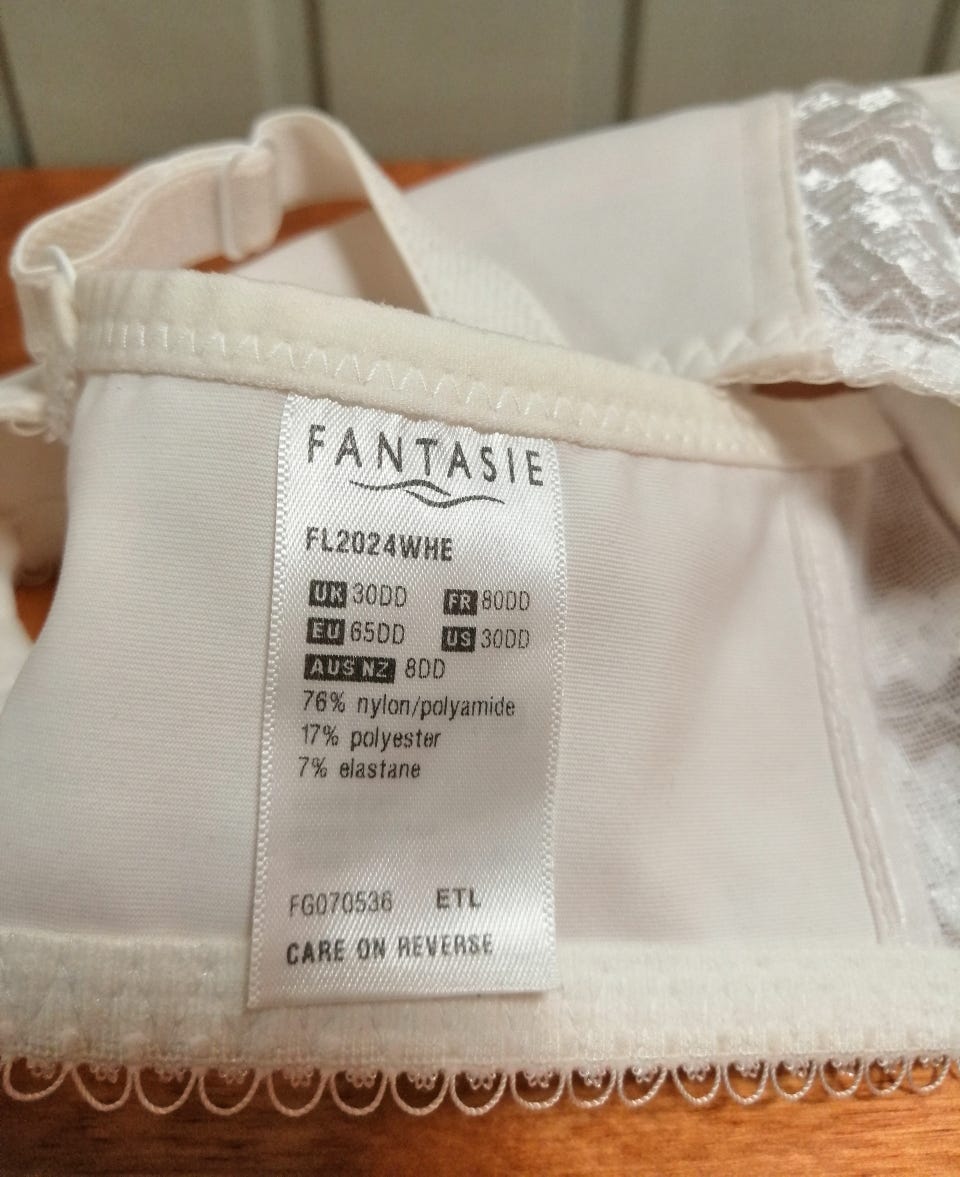 FANTASIE
FL2024WHE
UK 30DD FR 80DD
EU 65DD US 30DD
AUS NZ 8DD
76% nylon/polyamide
17% polyester
7% elastane
FG070536 ETL
CARE ON REVERSE